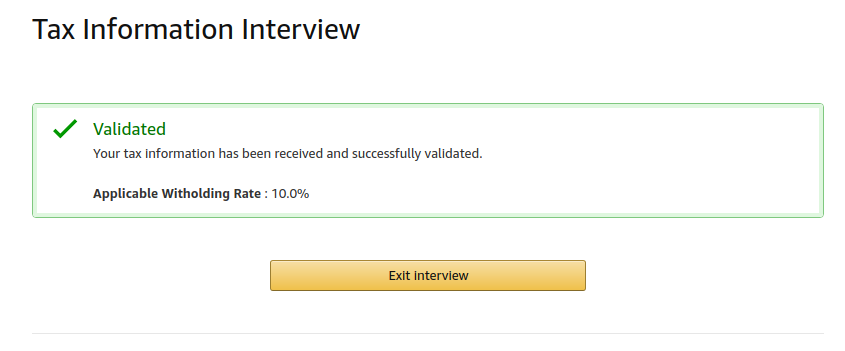 Tax Information Interview
Validated
Your tax information has been received and successfully validated.
Applicable Witholding Rate : 10.0%
Exit interview